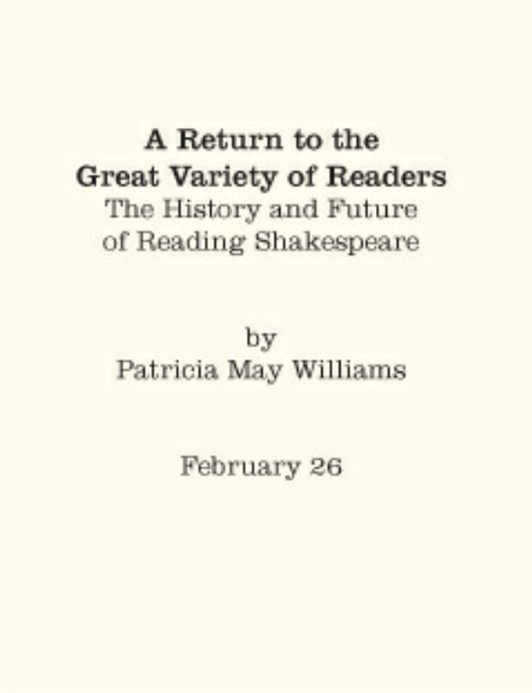 A Return to the
Great Variety of Readers
The History and Future
of Reading Shakespeare
by
Patricia May Williams
February 26